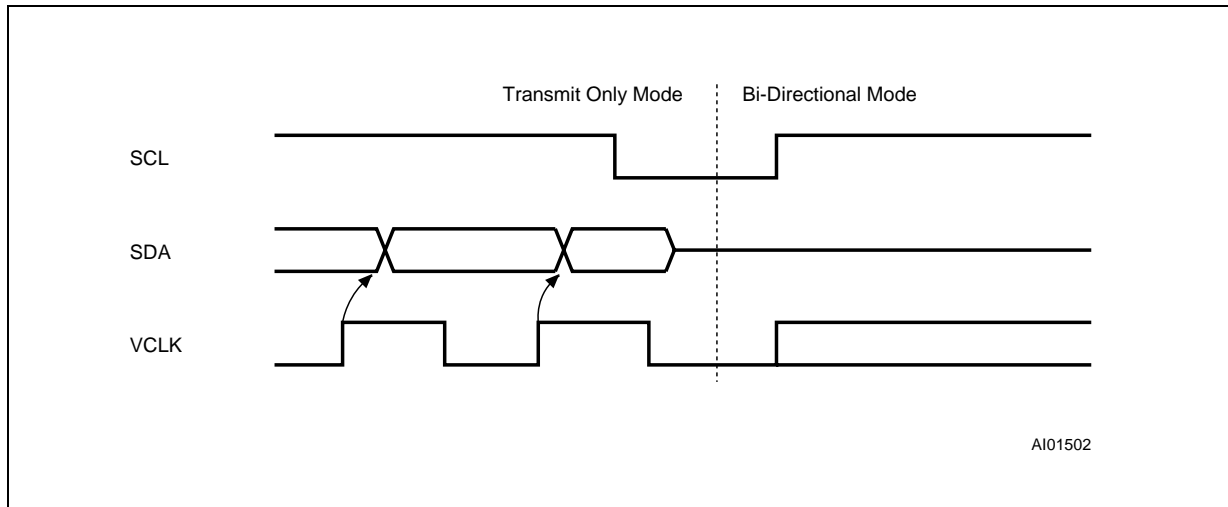 Transmit Only Mode
Bi-Directional Mode
SCL
SDA
VCLK
AI01502